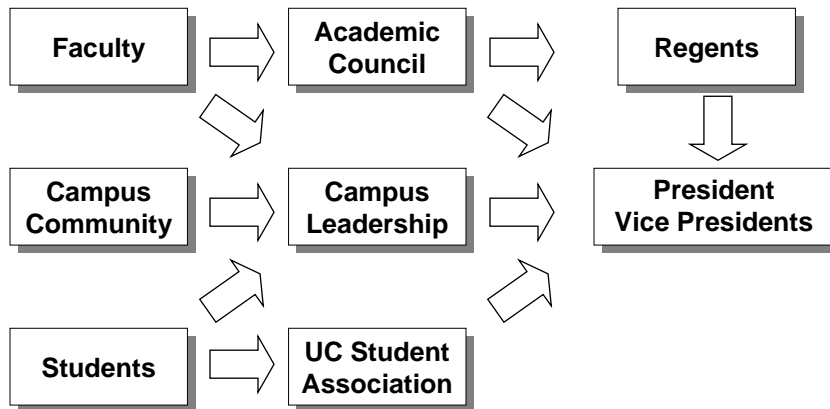 Faculty
Academic
Council
Regents
Campus
Community
Campus
Leadership
President
Vice Presidents
Students
UC Student
Association